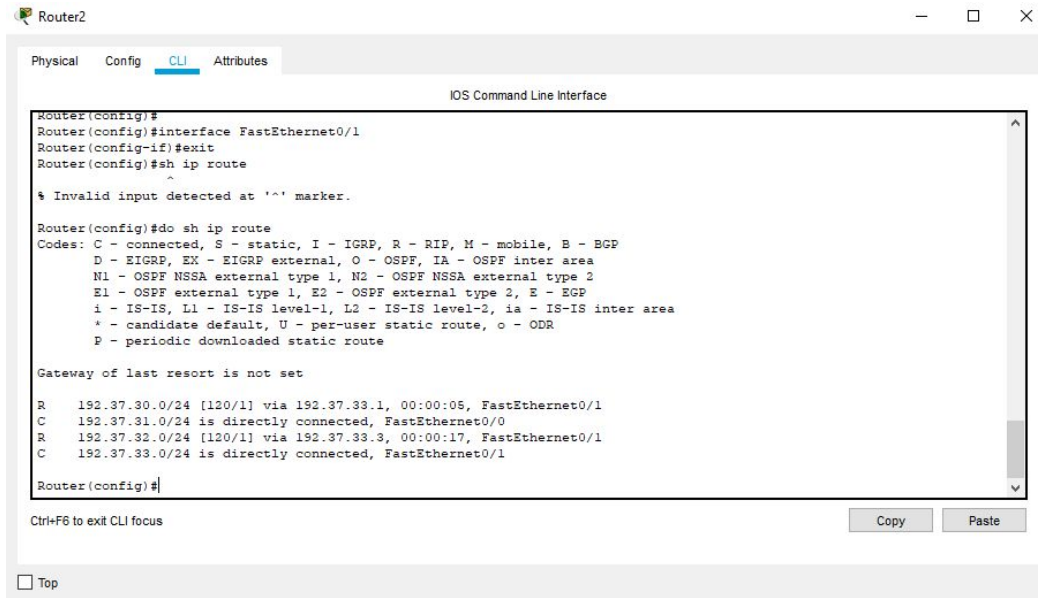 Router2
Physical Config CLI Attributes
IOS Command Line Interface
Router(config)#
Router(config)#interface FastEthernet0/1
Router(config-if)#exit
Router(config)#sh ip route
^
% Invalid input detected at '^' marker.
Router(config)#do sh ip route
Codes: C - connected, S - static, I - IGRP, R - RIP, M - mobile, B - BGP
D - EIGRP, EX - EIGRP external, O - OSPF, IA - OSPF inter area
N1 - OSPF NSSA external type 1, N2 - OSPF NSSA external type 2
E1 - OSPF external type 1, E2 - OSPF external type 2, E - EGP
i - IS-IS, L1 - IS-IS level-1, L2 - IS-IS level-2, ia - IS-IS inter area
* - candidate default, U - per-user static route, o - ODR
P - periodic downloaded static route
Gateway of last resort is not set
R 192.37.30.0/24 [120/1] via 192.37.33.1, 00:00:05, FastEthernet0/1
C 192.37.31.0/24 is directly connected, FastEthernet0/0
R 192.37.32.0/24 [120/1] via 192.37.33.3, 00:00:17, FastEthernet0/1
C 192.37.33.0/24 is directly connected, FastEthernet0/1
Router(config)#
Ctrl+F6 to exit CLI focus
Copy Paste
Top